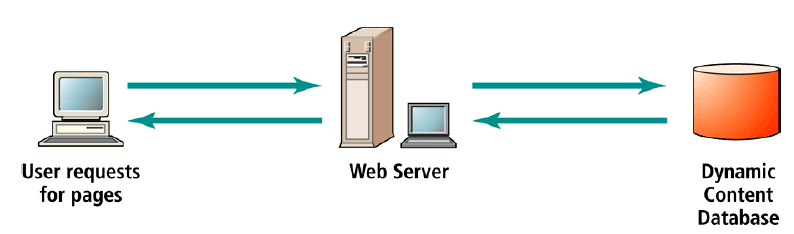 User requests
for pages
Web Server
Dynamic
Content
Database